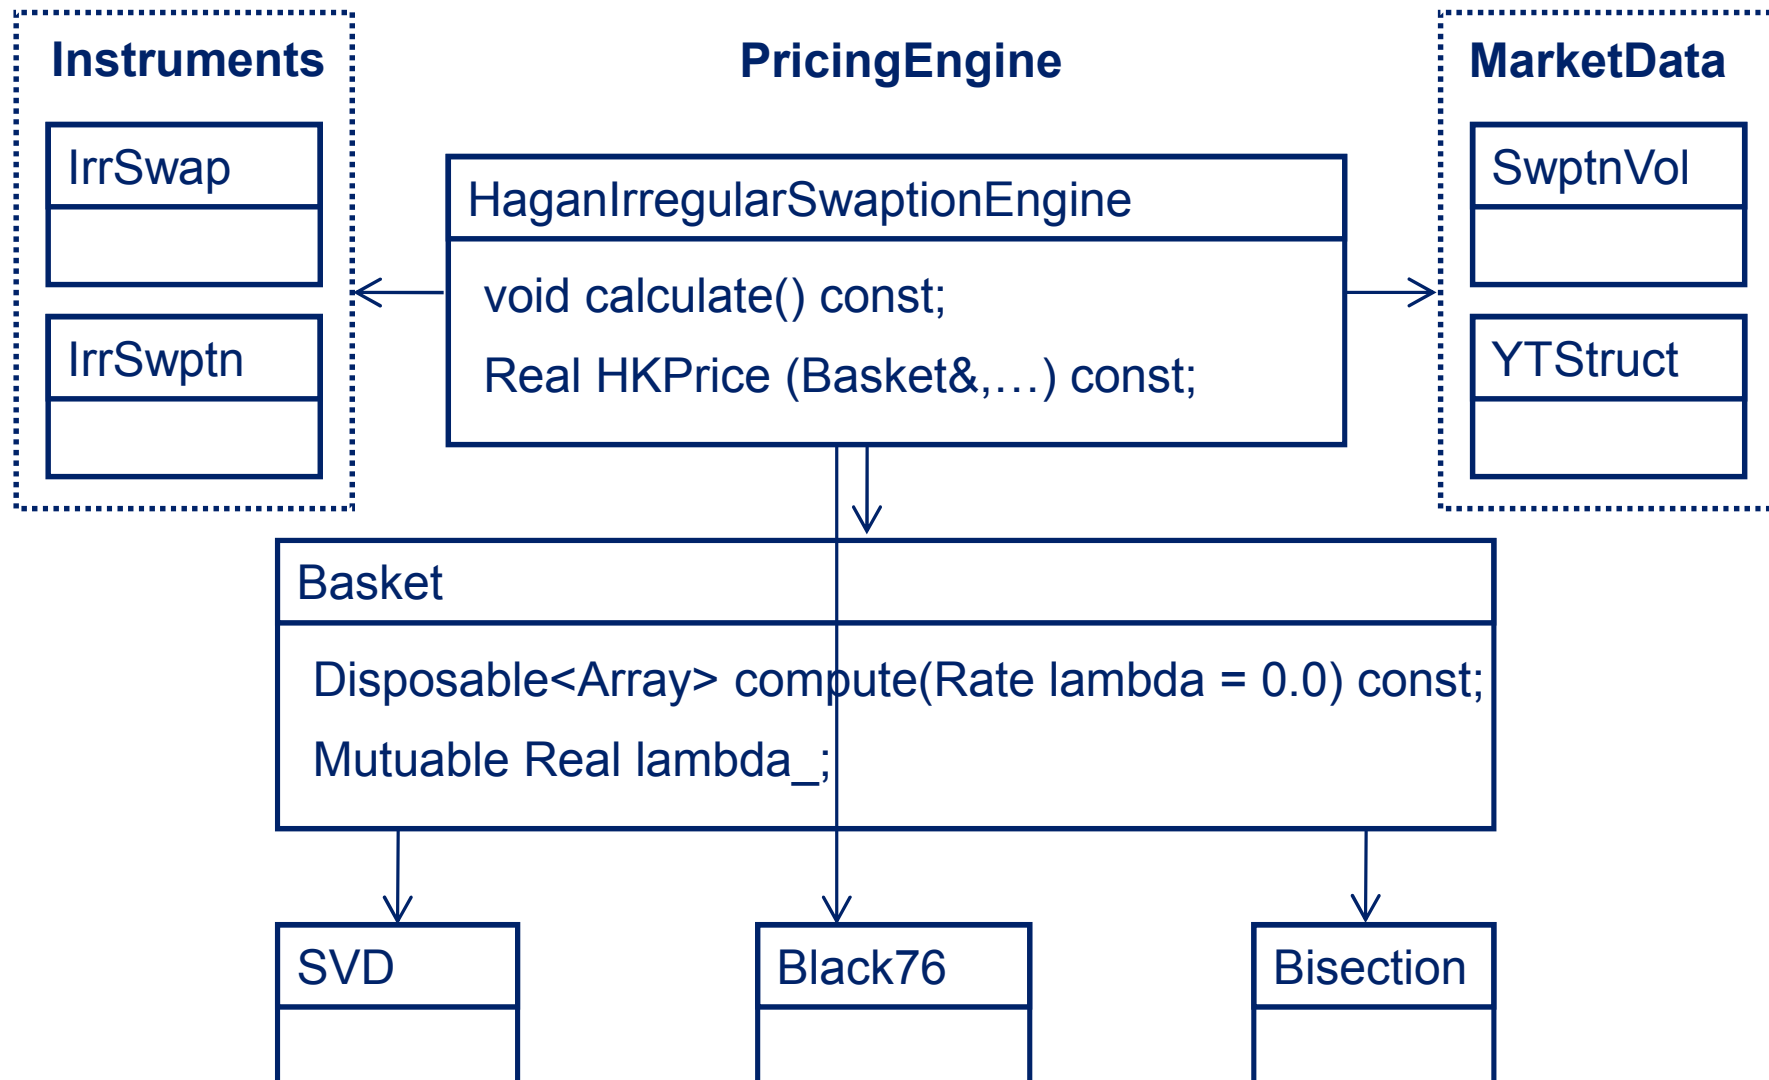 Instruments
PricingEngine
MarketData
IrrSwap
IrrSwptn
HaganIrregularSwaptionEngine
void calculate() const;
Real HKPrice (Basket&,…) const;
SwptnVol
YTStruct
Basket
Disposable<Array> compute(Rate lambda = 0.0) const;
Mutuable Real lambda_;
SVD
Black76
Bisection